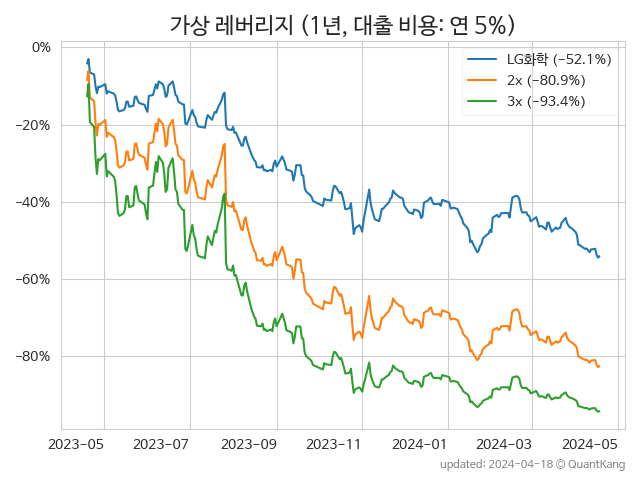 가상 레버리지 (1년, 대출 비용: 연 5%)
LG화학 (−52.1%)
2x (−80.9%)
3x (−93.4%)
0%
−20%
−40%
−60%
−80%
2023-05 2023-07 2023-09 2023-11 2024-01 2024-03 2024-05
updated: 2024-04-18 © QuantKang